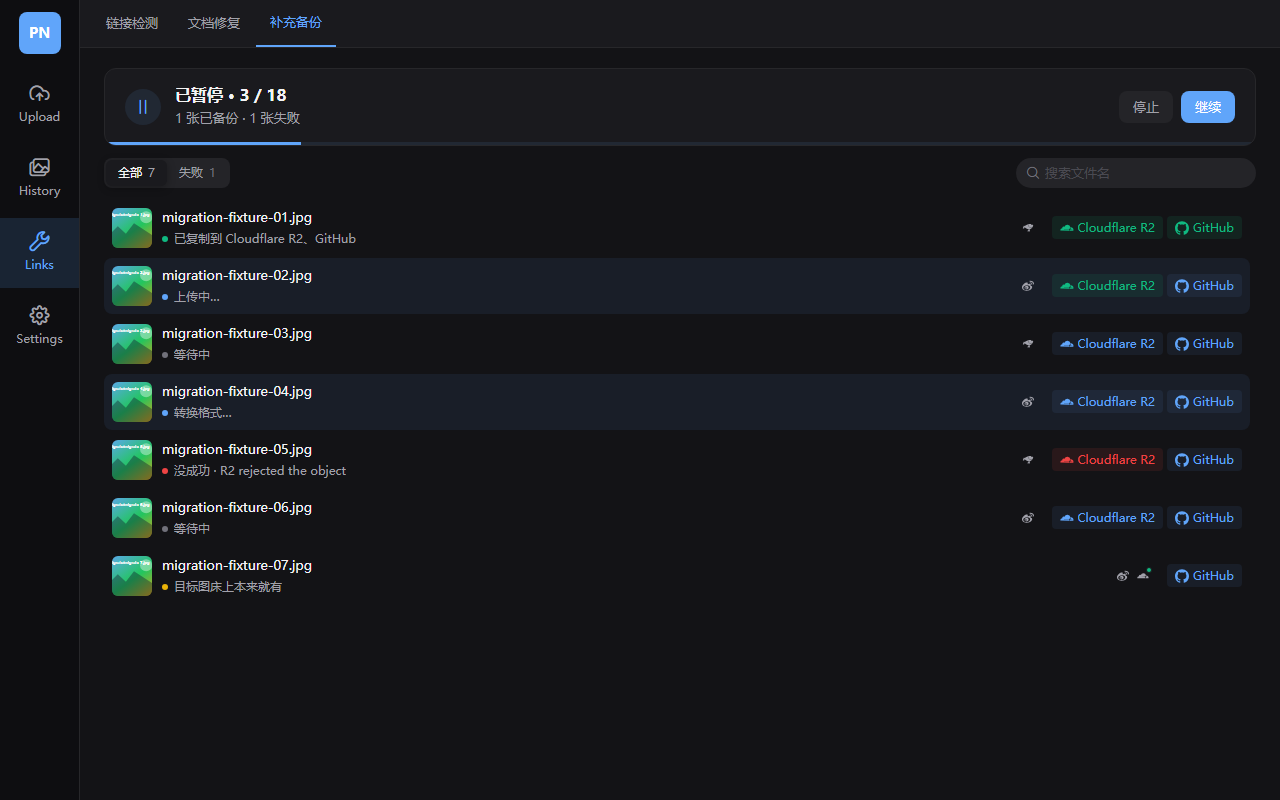 PN
Upload
History
Links
Settings
链接检测 文档修复 补充备份
已暂停 • 3 / 18
1 张已备份 · 1 张失败
停止 继续
全部 7 失败 1
搜索文件名
migration-fixture-01.jpg
已复制到 Cloudflare R2、GitHub
Cloudflare R2 GitHub
migration-fixture-02.jpg
上传中...
Cloudflare R2 GitHub
migration-fixture-03.jpg
等待中
Cloudflare R2 GitHub
migration-fixture-04.jpg
转换格式...
Cloudflare R2 GitHub
migration-fixture-05.jpg
没成功 · R2 rejected the object
Cloudflare R2 GitHub
migration-fixture-06.jpg
等待中
Cloudflare R2 GitHub
migration-fixture-07.jpg
目标图床上本来就有
GitHub